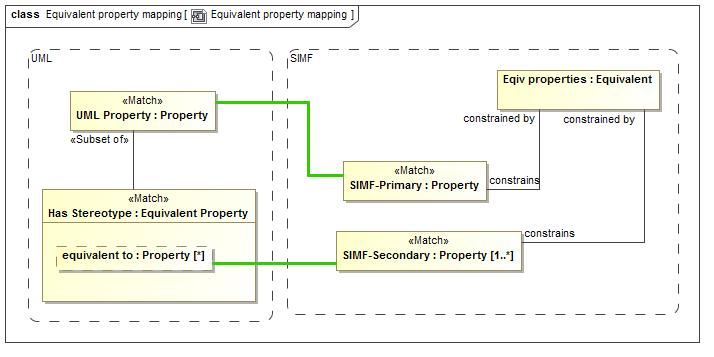 class Equivalent property mapping [ Equivalent property mapping ]
UML
SIMF
Eqiv properties : Equivalent
«Match»
UML Property : Property
constrained by
constrained by
«Subset of»
«Match»
SIMF-Primary : Property
constrains
«Match»
Has Stereotype : Equivalent Property
«Match»
SIMF-Secondary : Property [1..*]
constrains
equivalent to : Property [*]